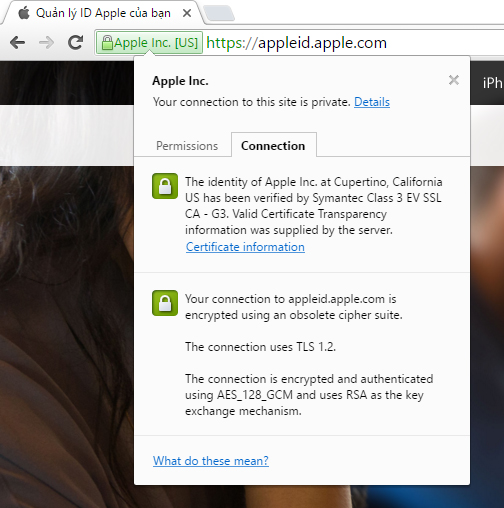 Quản lý ID Apple của bạn
Apple Inc. [US] https://appleid.apple.com
Apple Inc.
Your connection to this site is private. Details
iPh
Permissions
Connection
The identity of Apple Inc. at Cupertino, California
US has been verified by Symantec Class 3 EV SSL
CA - G3. Valid Certificate Transparency
information was supplied by the server.
Certificate information
Your connection to appleid.apple.com is
encrypted using an obsolete cipher suite.
The connection uses TLS 1.2.
The connection is encrypted and authenticated
using AES_128_GCM and uses RSA as the key
exchange mechanism.
What do these mean?